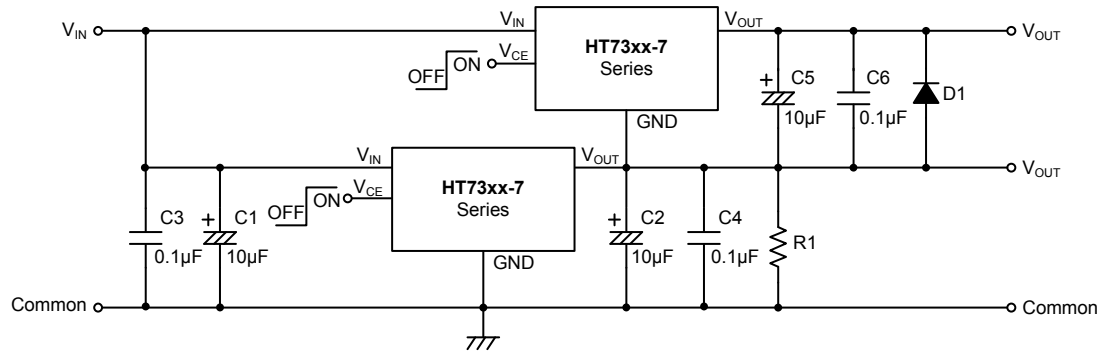 V_IN
V_IN
HT73xx-7
Series
V_OUT
V_OUT
OFF
ON
V_CE
GND
C5
+
10µF
C6
0.1µF
D1
V_IN
HT73xx-7
Series
V_OUT
V_OUT
OFF
ON
V_CE
GND
C3
0.1µF
C1
+
10µF
C2
+
10µF
C4
0.1µF
R1
Common
Common